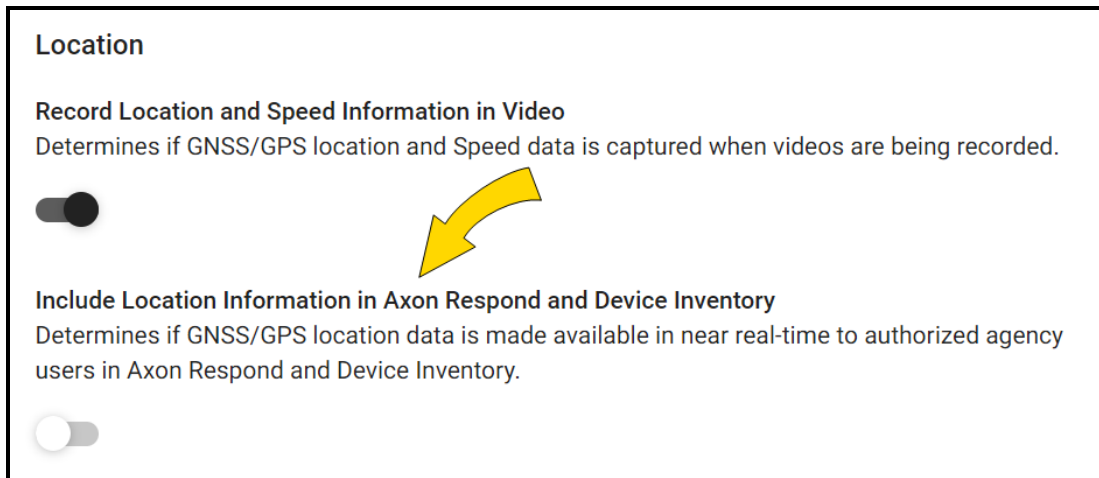 Location
Record Location and Speed Information in Video
Determines if GNSS/GPS location and Speed data is captured when videos are being recorded.
Include Location Information in Axon Respond and Device Inventory
Determines if GNSS/GPS location data is made available in near real-time to authorized agency
users in Axon Respond and Device Inventory.